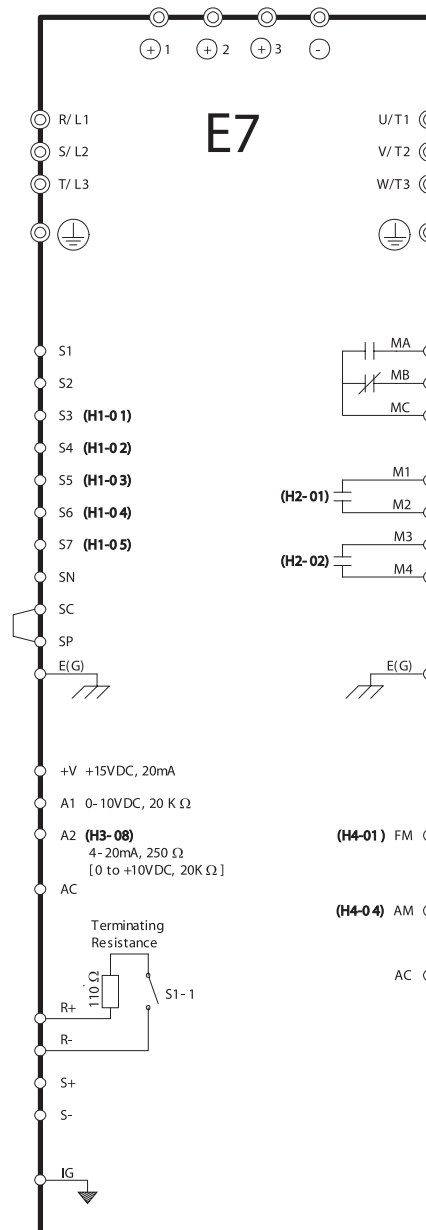 + 1 + 2 + 3 -
E7
R/ L1
S/ L2
T/ L3
U/T1
V/ T2
W/T3
S1
S2
S3 (H1-01)
S4 (H1-02)
S5 (H1-03)
S6 (H1-04)
S7 (H1-05)
SN
SC
SP
E(G)
MA
MB
MC
M1
(H2-01)
M2
M3
(H2-02)
M4
E(G)
+V +15VDC, 20mA
A1 0-10VDC, 20 K Ω
A2 (H3-08)
4-20mA, 250 Ω
[0 to +10VDC, 20K Ω ]
AC
(H4-01) FM
(H4-04) AM
AC
Terminating
Resistance
110 Ω
S1-1
R+
R-
S+
S-
IG